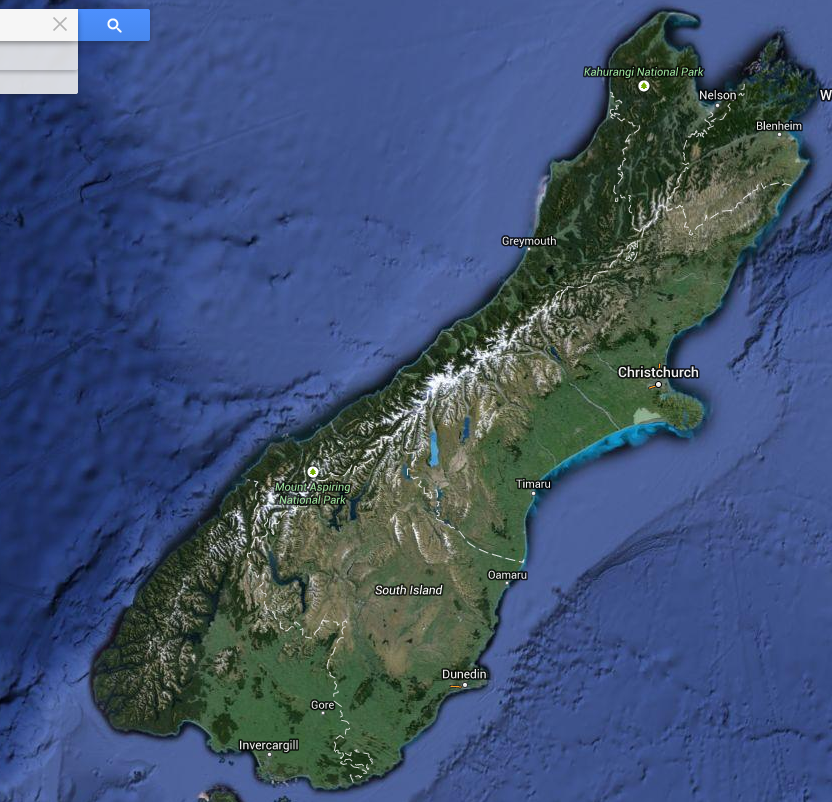 Kahurangi National Park
Nelson
W
Blenheim
Greymouth
Christchurch
Mount Aspiring
National Park
Timaru
Oamaru
South Island
Dunedin
Gore
Invercargill